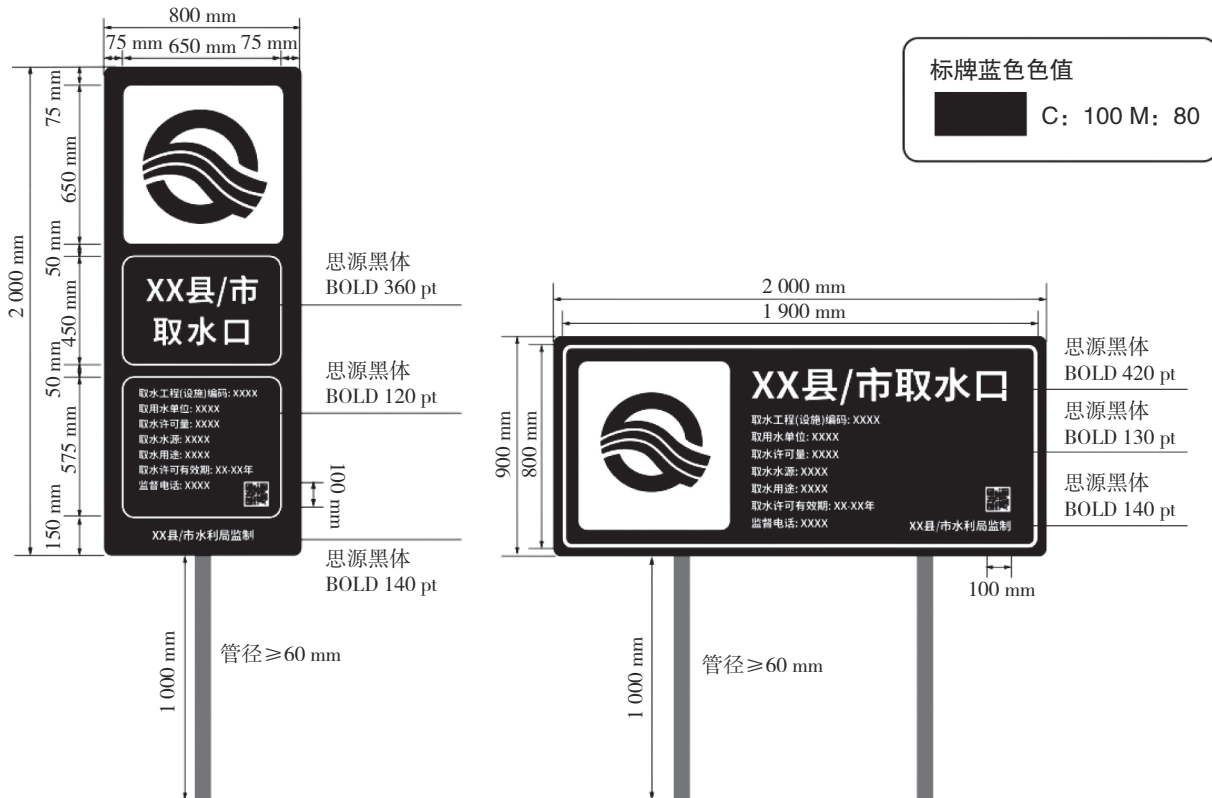 800 mm
75 mm 650 mm 75 mm
2 000 mm
75 mm
650 mm
50 mm
450 mm
50 mm
575 mm
150 mm
XX县/市
取水口
取水工程(设施)编码: XXXX
取用水单位: XXXX
取水许可量: XXXX
取水水源: XXXX
取水用途: XXXX
取水许可有效期: XX-XX年
监督电话: XXXX
XX县/市水利局监制
100 mm
思源黑体
BOLD 360 pt
思源黑体
BOLD 120 pt
思源黑体
BOLD 140 pt
1 000 mm
管径≥60 mm
标牌蓝色色值
C：100 M：80
2 000 mm
1 900 mm
900 mm
800 mm
XX县/市取水口
取水工程(设施)编码: XXXX
取用水单位: XXXX
取水许可量: XXXX
取水水源: XXXX
取水用途: XXXX
取水许可有效期: XX-XX年
监督电话: XXXX
XX县/市水利局监制
思源黑体
BOLD 420 pt
思源黑体
BOLD 130 pt
思源黑体
BOLD 140 pt
100 mm
1 000 mm
管径≥60 mm